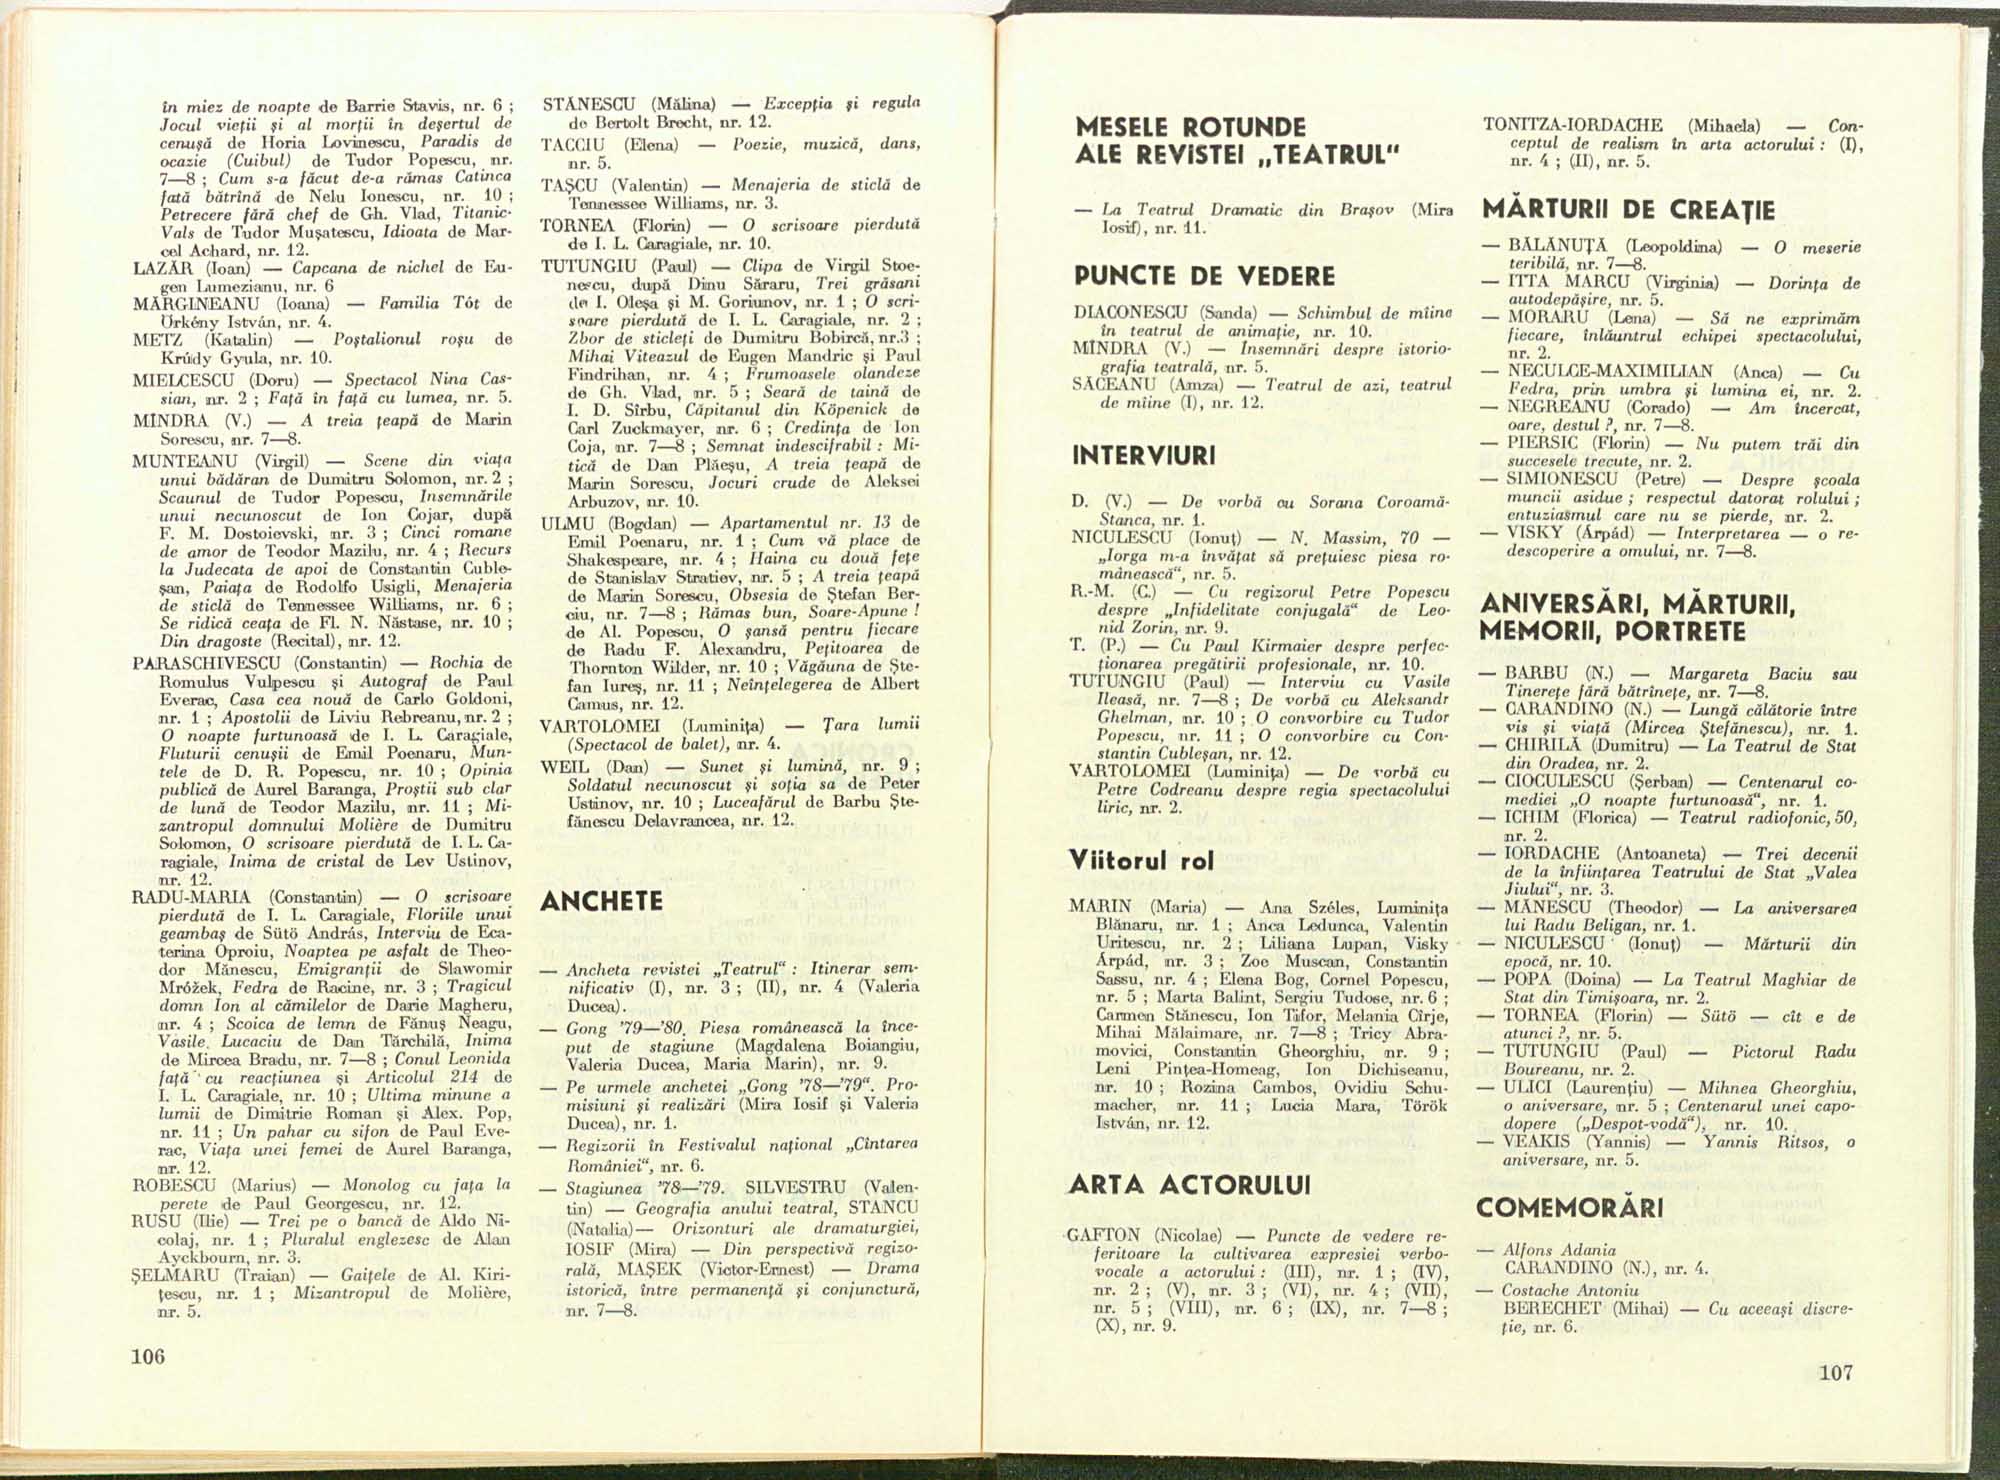 în miez de noapte de Barrie Stavis, nr. 6 ;
Jocul vieții și al morții în deșertul de
cenușă de Horia Lovinescu, Paradis de
ocazie (Cuibul) de Tudor Popescu, nr.
7—8 ; Cum s-a făcut de-a rămas Catinca
fată bătrînă de Nelu Ionescu, nr. 10 ;
Petrecere fără chef de Gh. Vlad, Titanic-
Vals de Tudor Mușatescu, Idioata de Mar-
cel Achard, nr. 12.
LAZĂR (Ioan) — Capcana de nichel de Eu-
gen Lumezianu, nr. 6
MĂRGINEANU (Ioana) — Familia Tót de
Urkény István, nr. 4.
METZ (Katalin) — Poștalionul roșu de
Krúdy Gyula, nr. 10.
MIELCESCU (Doru) — Spectacol Nina Cas-
sian, nr. 2 ; Față în față cu lumea, nr. 5.
MÎNDRA (V.) — A treia țeapă de Marin
Sorescu, nr. 7—8.
MUNTEANU (Virgil) — Scene din viața
unui bădăran de Dumitru Solomon, nr. 2 ;
Scaunul de Tudor Popescu, Însemnările
unui necunoscut de Ion Cojar, după
F. M. Dostoievski, nr. 3 ; Cinci romane
de amor de Teodor Mazilu, nr. 4 ; Recurs
la Judecata de apoi de Constantin Cuble-
șan, Paiața de Rodolfo Usigli, Menajeria
de sticlă de Tennessee Williams, nr. 6 ;
Se ridică ceața de Fl. N. Năstase, nr. 10 ;
Din dragoste (Recital), nr. 12.
PARASCHIVESCU (Constantin) — Rochia de
Romulus Vulpescu și Autograf de Paul
Everac, Casa cea nouă de Carlo Goldoni,
nr. 1 ; Apostolii de Liviu Rebreanu, nr. 2 ;
O noapte furtunoasă de I. L. Caragiale,
Fluturii cenușii de Emil Poenaru, Mun-
tele de D. R. Popescu, nr. 10 ; Opinia
publică de Aurel Baranga, Proștii sub clar
de lună de Teodor Mazilu, nr. 11 ; Mi-
zantropul domnului Molière de Dumitru
Solomon, O scrisoare pierdută de I. L. Ca-
ragiale, Inima de cristal de Lev Ustinov,
nr. 12.
RADU-MARIA (Constantin) — O scrisoare
pierdută de I. L. Caragiale, Floriile unui
geambaș de Sütö András, Interviu de Eca-
terina Oproiu, Noaptea pe asfalt de Theo-
dor Mănescu, Emigranții de Slawomir
Mróżek, Fedra de Racine, nr. 3 ; Tragicul
domn Ion al cămilelor de Darie Magheru,
nr. 4 ; Scoica de lemn de Fănuș Neagu,
Vasile Lucaciu de Dan Tărchilă, Inima
de Mircea Bradu, nr. 7—8 ; Conul Leonida
față cu reacțiunea și Articolul 214 de
I. L. Caragiale, nr. 10 ; Ultima minune a
lumii de Dimitrie Roman și Alex. Pop,
nr. 11 ; Un pahar cu sifon de Paul Eve-
rac, Viața unei femei de Aurel Baranga,
nr. 12.
ROBESCU (Marius) — Monolog cu fața la
perete de Paul Georgescu, nr. 12.
RUSU (Ilie) — Trei pe o bancă de Aldo Ni-
colaj, nr. 1 ; Pluralul englezesc de Alan
Ayckbourn, nr. 3.
ȘELMARU (Traian) — Gaițele de Al. Kiri-
țescu, nr. 1 ; Mizantropul de Molière,
nr. 5.
106
STĂNESCU (Mălina) — Excepția și regula
de Bertolt Brecht, nr. 12.
TACCIU (Elena) — Poezie, muzică, dans,
nr. 5.
TAȘCU (Valentin) — Menajeria de sticlă de
Tennessee Williams, nr. 3.
TORNEA (Florin) — O scrisoare pierdută
de I. L. Caragiale, nr. 10.
TUTUNGIU (Paul) — Clipa de Virgil Stoe-
nescu, după Dinu Săraru, Trei grăsani
de I. Oleșa și M. Goriunov, nr. 1 ; O scri-
soare pierdută de I. L. Caragiale, nr. 2 ;
Zbor de sticleți de Dumitru Bobircă, nr.3 ;
Mihai Viteazul de Eugen Mandric și Paul
Findrihan, nr. 4 ; Frumoasele olandeze
de Gh. Vlad, nr. 5 ; Seară de taină de
I. D. Sîrbu, Căpitanul din Köpenick de
Carl Zuckmayer, nr. 6 ; Credința de Ion
Coja, nr. 7—8 ; Semnat indescifrabil : Mi-
tică de Dan Plăeșu, A treia țeapă de
Marin Sorescu, Jocuri crude de Aleksei
Arbuzov, nr. 10.
ULMU (Bogdan) — Apartamentul nr. 13 de
Emil Poenaru, nr. 1 ; Cum vă place de
Shakespeare, nr. 4 ; Haina cu două fețe
de Stanislav Stratiev, nr. 5 ; A treia țeapă
de Marin Sorescu, Obsesia de Ștefan Ber-
ciu, nr. 7—8 ; Rămas bun, Soare-Apune !
de Al. Popescu, O șansă pentru fiecare
de Radu F. Alexandru, Pețitoarea de
Thornton Wilder, nr. 10 ; Văgăuna de Ște-
fan Iureș, nr. 11 ; Neînțelegerea de Albert
Camus, nr. 12.
VARTOLOMEI (Luminița) — Țara lumii
(Spectacol de balet), nr. 4.
WEIL (Dan) — Sunet și lumină, nr. 9 ;
Soldatul necunoscut și soția sa de Peter
Ustinov, nr. 10 ; Luceafărul de Barbu Ște-
fănescu Delavrancea, nr. 12.
ANCHETE
— Ancheta revistei „Teatrul“ : Itinerar sem-
nificativ (I), nr. 3 ; (II), nr. 4 (Valeria
Ducea).
— Gong ’79—’80. Piesa românească la înce-
put de stagiune (Magdalena Boiangiu,
Valeria Ducea, Maria Marin), nr. 9.
— Pe urmele anchetei „Gong ’78—’79“. Pro-
misiuni și realizări (Mira Iosif și Valeria
Ducea), nr. 1.
— Regizorii în Festivalul național „Cîntarea
României“, nr. 6.
— Stagiunea ’78—’79. SILVESTRU (Valen-
tin) — Geografia anului teatral, STANCU
(Natalia)— Orizonturi ale dramaturgiei,
IOSIF (Mira) — Din perspectivă regizo-
rală, MAȘEK (Victor-Ernest) — Drama
istorică, între permanență și conjunctură,
nr. 7—8.
MESELE ROTUNDE
ALE REVISTEI „TEATRUL“
— La Teatrul Dramatic din Brașov (Mira
Iosif), nr. 11.
PUNCTE DE VEDERE
DIACONESCU (Sanda) — Schimbul de mîine
în teatrul de animație, nr. 10.
MÎNDRA (V.) — Însemnări despre istorio-
grafia teatrală, nr. 5.
SĂCEANU (Amza) — Teatrul de azi, teatrul
de mîine (I), nr. 12.
INTERVIURI
D. (V.) — De vorbă cu Sorana Coroamă-
Stanca, nr. 1.
NICULESCU (Ionuț) — N. Massim, 70 —
„Iorga m-a învățat să prețuiesc piesa ro-
mânească“, nr. 5.
R.-M. (C.) — Cu regizorul Petre Popescu
despre „Infidelitate conjugală“ de Leo-
nid Zorin, nr. 9.
T. (P.) — Cu Paul Kirmaier despre perfec-
ționarea pregătirii profesionale, nr. 10.
TUTUNGIU (Paul) — Interviu cu Vasile
Ileasă, nr. 7—8 ; De vorbă cu Aleksandr
Ghelman, nr. 10 ; O convorbire cu Tudor
Popescu, nr. 11 ; O convorbire cu Con-
stantin Cubleșan, nr. 12.
VARTOLOMEI (Luminița) — De vorbă cu
Petre Codreanu despre regia spectacolului
liric, nr. 2.
Viitorul rol
MARIN (Maria) — Ana Széles, Luminița
Blănaru, nr. 1 ; Anca Ledunca, Valentin
Uritescu, nr. 2 ; Liliana Lupan, Visky
Árpád, nr. 3 ; Zoe Muscan, Constantin
Sassu, nr. 4 ; Elena Bog, Cornel Popescu,
nr. 5 ; Marta Balint, Sergiu Tudose, nr. 6 ;
Carmen Stănescu, Ion Tifor, Melania Cîrje,
Mihai Mălaimare, nr. 7—8 ; Tricy Abra-
movici, Constantin Gheorghiu, nr. 9 ;
Leni Pințea-Homeag, Ion Dichiseanu,
nr. 10 ; Rozina Cambos, Ovidiu Schu-
macher, nr. 11 ; Lucia Mara, Török
István, nr. 12.
ARTA ACTORULUI
GAFTON (Nicolae) — Puncte de vedere re-
feritoare la cultivarea expresiei verbo-
vocale a actorului : (III), nr. 1 ; (IV),
nr. 2 ; (V), nr. 3 ; (VI), nr. 4 ; (VII),
nr. 5 ; (VIII), nr. 6 ; (IX), nr. 7—8 ;
(X), nr. 9.
TONITZA-IORDACHE (Mihaela) — Con-
ceptul de realism în arta actorului : (I),
nr. 4 ; (II), nr. 5.
MĂRTURII DE CREAȚIE
— BĂLĂNUȚĂ (Leopoldina) — O meserie
teribilă, nr. 7—8.
— ITTA MARCU (Virginia) — Dorința de
autodepășire, nr. 5.
— MORARU (Lena) — Să ne exprimăm
fiecare, înlăuntrul echipei spectacolului,
nr. 2.
— NECULCE-MAXIMILIAN (Anca) — Cu
Fedra, prin umbra și lumina ei, nr. 2.
— NEGREANU (Corado) — Am încercat,
oare, destul ?, nr. 7—8.
— PIERSIC (Florin) — Nu putem trăi din
succesele trecute, nr. 2.
— SIMIONESCU (Petre) — Despre școala
muncii asidue ; respectul datorat rolului ;
entuziasmul care nu se pierde, nr. 2.
— VISKY (Árpád) — Interpretarea — o re-
descoperire a omului, nr. 7—8.
ANIVERSĂRI, MĂRTURII,
MEMORII, PORTRETE
— BARBU (N.) — Margareta Baciu sau
Tinerețe fără bătrînețe, nr. 7—8.
— CARANDINO (N.) — Lungă călătorie între
vis și viață (Mircea Ștefănescu), nr. 1.
— CHIRILĂ (Dumitru) — La Teatrul de Stat
din Oradea, nr. 2.
— CIOCULESCU (Șerban) — Centenarul co-
mediei „O noapte furtunoasă“, nr. 1.
— ICHIM (Florica) — Teatrul radiofonic, 50,
nr. 2.
— IORDACHE (Antoaneta) — Trei decenii
de la înființarea Teatrului de Stat „Valea
Jiului“, nr. 3.
— MĂNESCU (Theodor) — La aniversarea
lui Radu Beligan, nr. 1.
— NICULESCU (Ionuț) — Mărturii din
epocă, nr. 10.
— POPA (Doina) — La Teatrul Maghiar de
Stat din Timișoara, nr. 2.
— TORNEA (Florin) — Sütö — cît e de
atunci ?, nr. 5.
— TUTUNGIU (Paul) — Pictorul Radu
Boureanu, nr. 2.
— ULICI (Laurențiu) — Mihnea Gheorghiu,
o aniversare, nr. 5 ; Centenarul unei capo-
dopere („Despot-vodă“), nr. 10.
— VEAKIS (Yannis) — Yannis Ritsos, o
aniversare, nr. 5.
COMEMORĂRI
— Alfons Adania
CARANDINO (N.), nr. 4.
— Costache Antoniu
BERECHET (Mihai) — Cu aceeași discre-
ție, nr. 6.
107